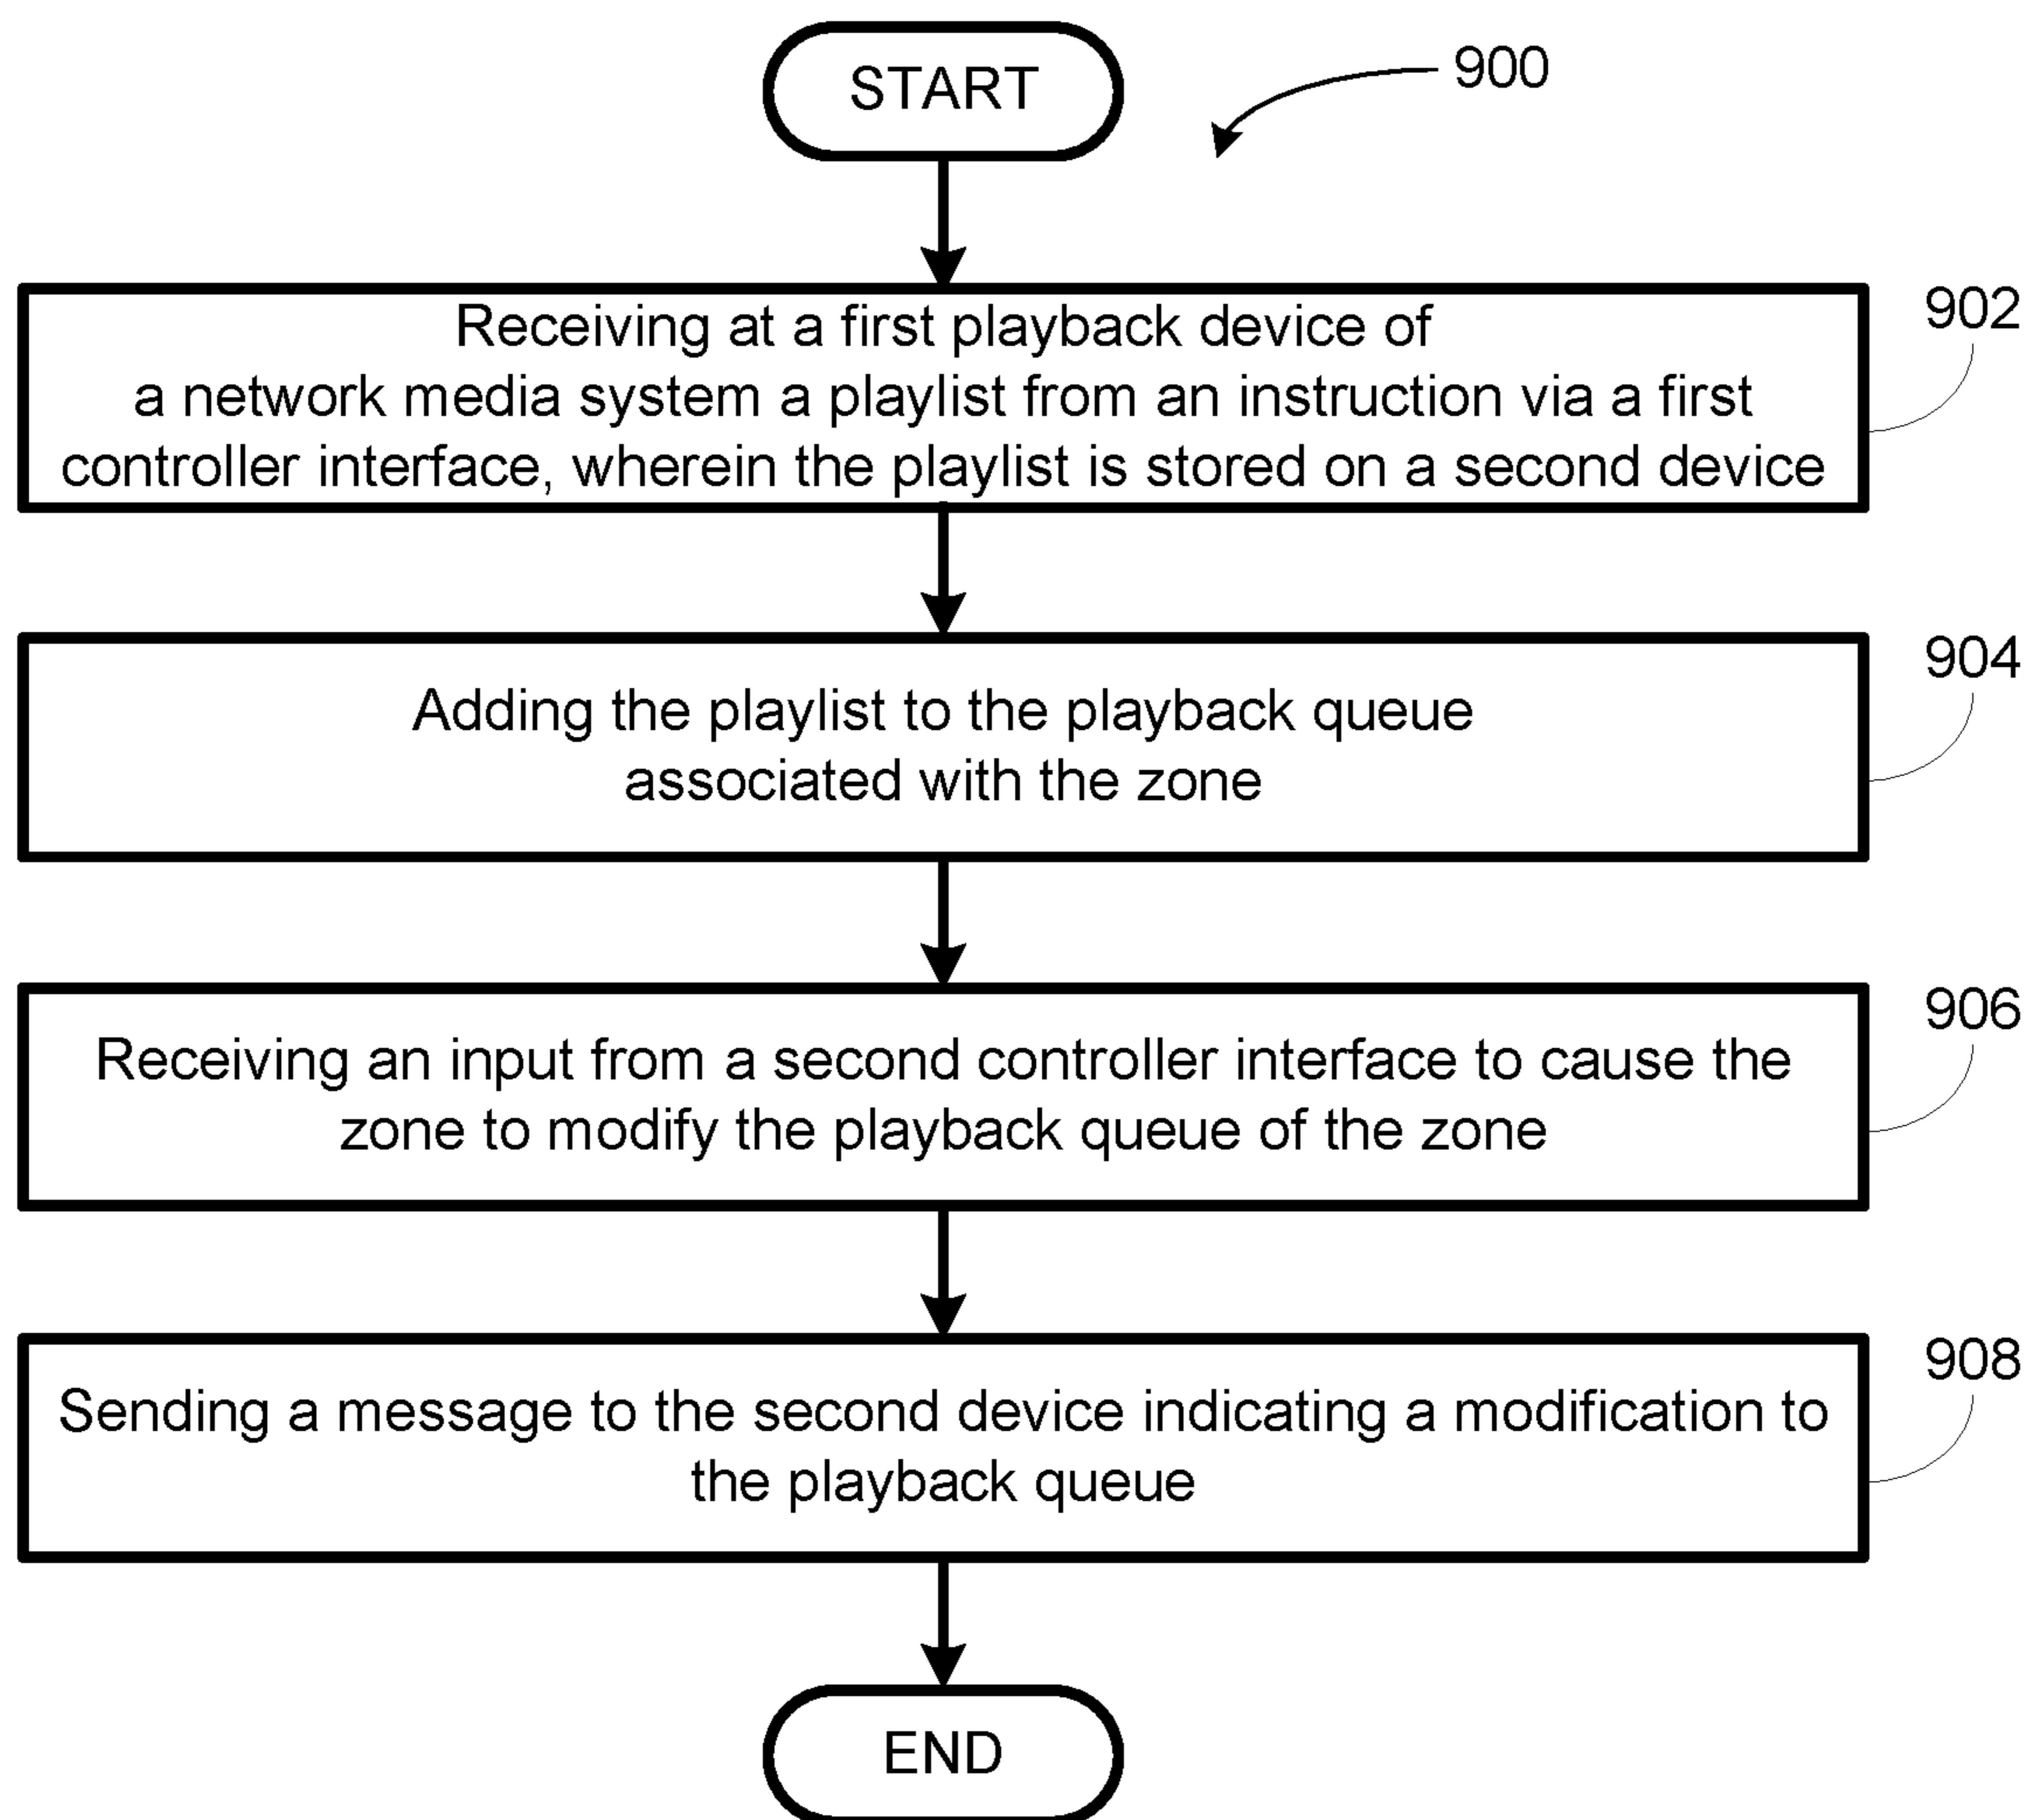 START
900
Receiving at a first playback device of
a network media system a playlist from an instruction via a first
controller interface, wherein the playlist is stored on a second device
902
Adding the playlist to the playback queue
associated with the zone
904
Receiving an input from a second controller interface to cause the
zone to modify the playback queue of the zone
906
Sending a message to the second device indicating a modification to
the playback queue
908
END